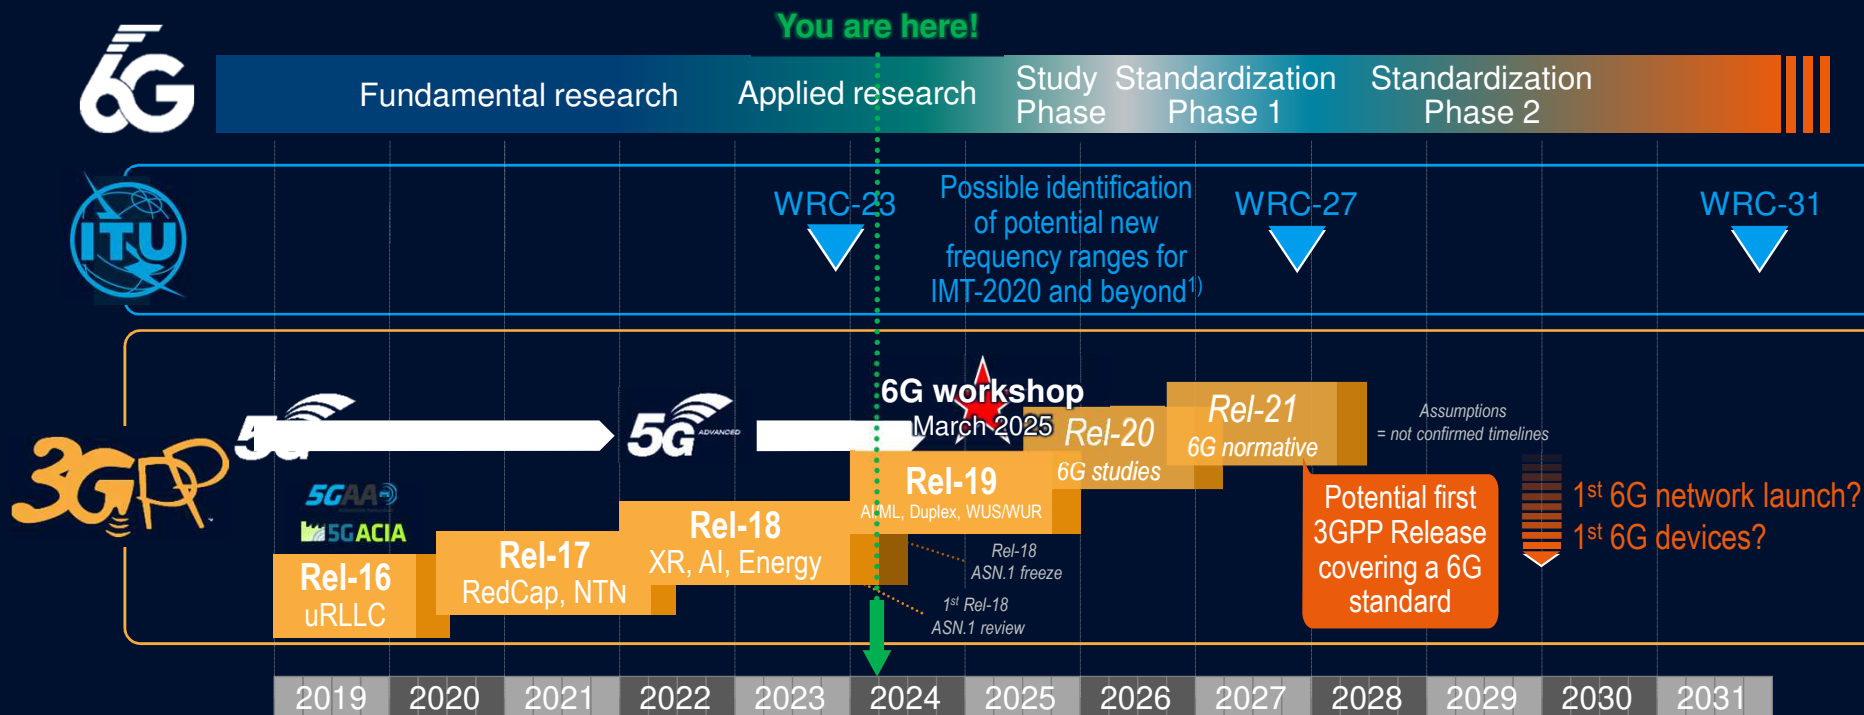 You are here!
6G
Fundamental research
Applied research
Study
Phase
Standardization
Phase 1
Standardization
Phase 2
ITU
WRC-23
Possible identification
of potential new
frequency ranges for
IMT-2020 and beyond1)
WRC-27
WRC-31
3GPP
5G
5G
ADVANCED
6G workshop
March 2025
5GAA
5GACIA
Rel-16
uRLLC
Rel-17
RedCap, NTN
Rel-18
XR, AI, Energy
Rel-19
AI/ML, Duplex, WUS/WUR
Rel-20
6G studies
Rel-21
6G normative
Assumptions
= not confirmed timelines
Rel-18
ASN.1 freeze
1st Rel-18
ASN.1 review
Potential first
3GPP Release
covering a 6G
standard
1st 6G network launch?
1st 6G devices?
2019 2020 2021 2022 2023 2024 2025 2026 2027 2028 2029 2030 2031